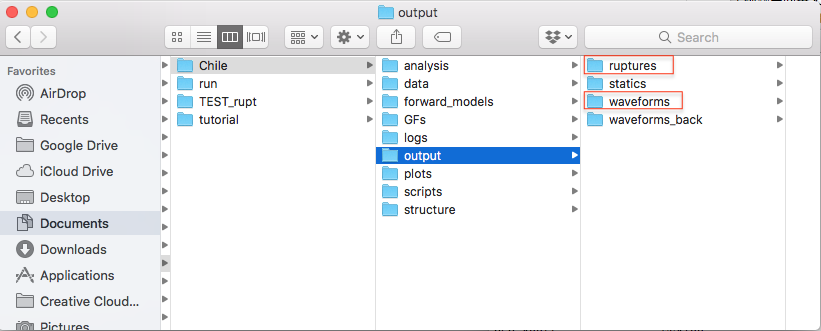 output
Search
Favorites
AirDrop
Recents
Google Drive
iCloud Drive
Desktop
Documents
Downloads
Applications
Creative Cloud...
Pictures
Chile
run
TEST_rupt
tutorial
analysis
data
forward_models
GFs
logs
output
plots
scripts
structure
ruptures
statics
waveforms
waveforms_back